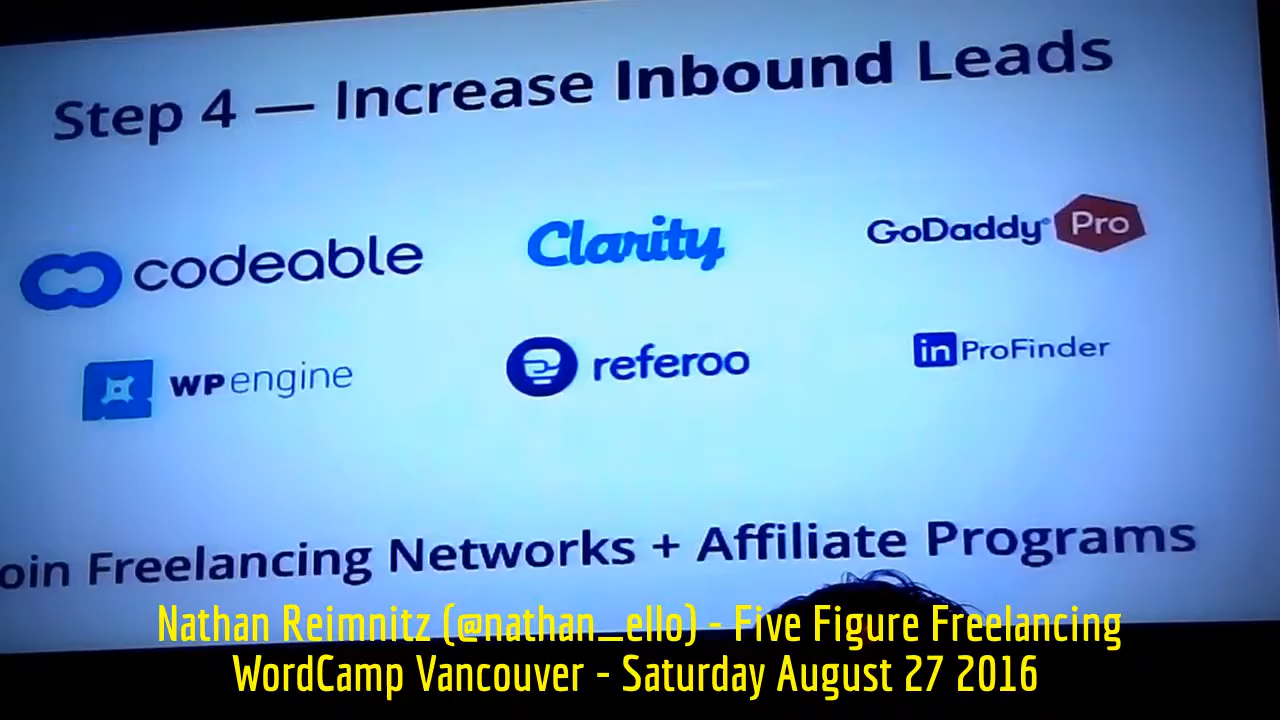 Step 4 — Increase Inbound Leads
codeable
Clarity
GoDaddy® Pro
WP engine
referoo
in ProFinder
oin Freelancing Networks + Affiliate Programs
Nathan Reimnitz (@nathan_ello) - Five Figure Freelancing
WordCamp Vancouver - Saturday August 27 2016